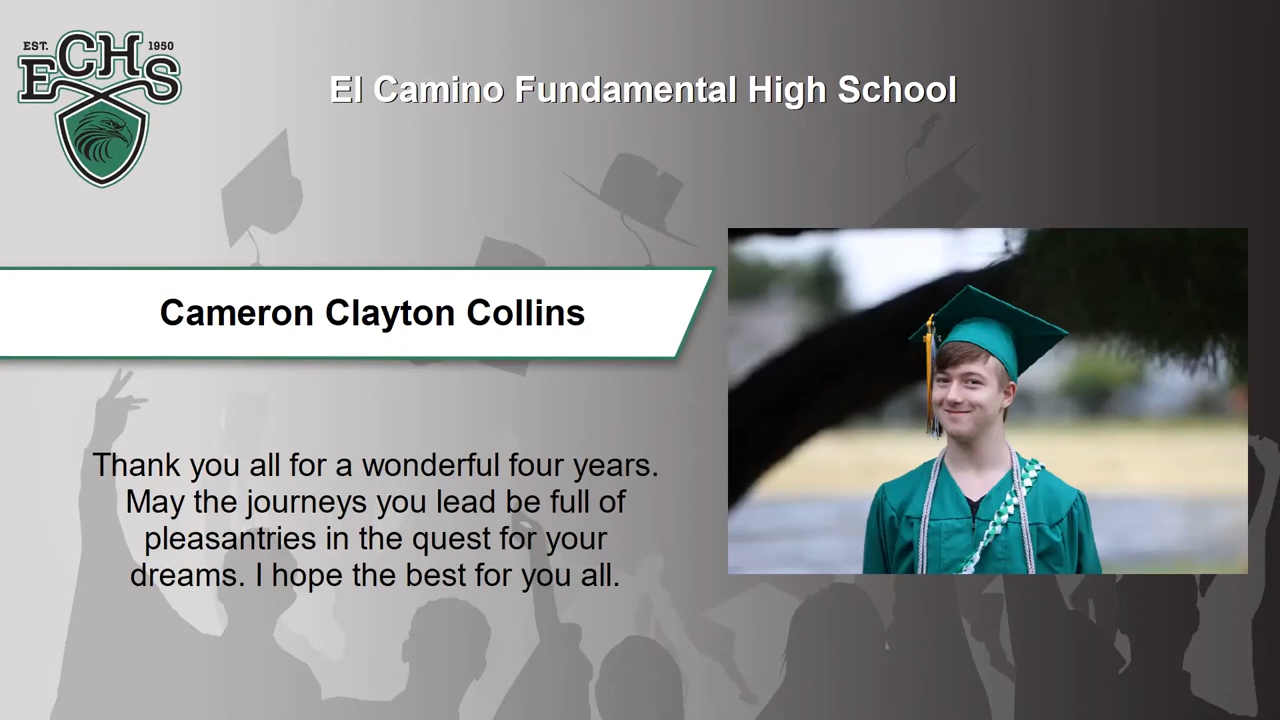 EST. 1950
ECHS
El Camino Fundamental High School
Cameron Clayton Collins
Thank you all for a wonderful four years.
May the journeys you lead be full of
pleasantries in the quest for your
dreams. I hope the best for you all.